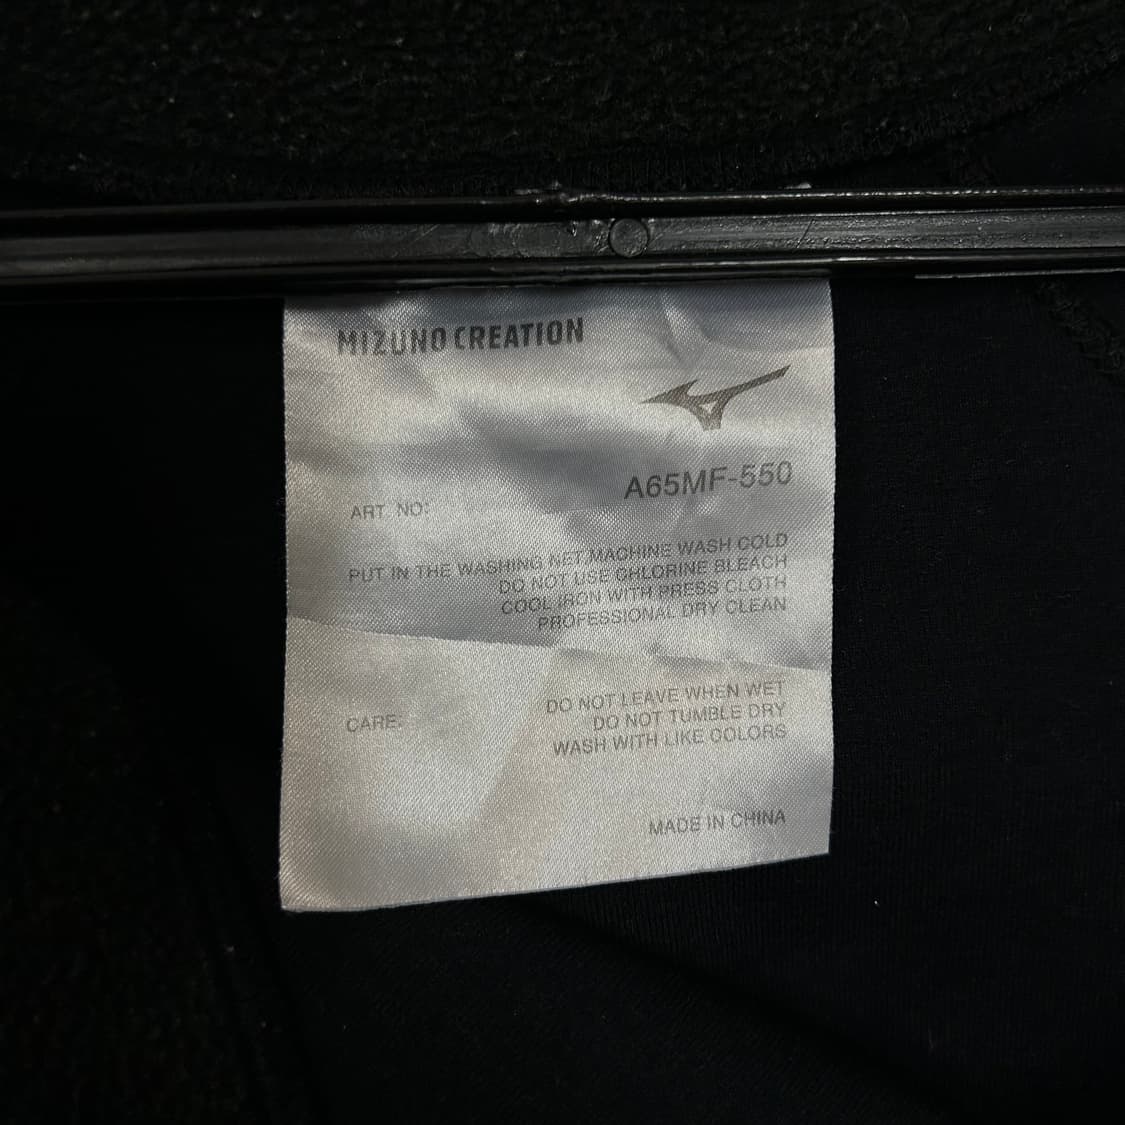 MIZUNO CREATION
A65MF-550
ART NO:
PUT IN THE WASHING NET MACHINE WASH COLD
DO NOT USE CHLORINE BLEACH
COOL IRON WITH PRESS CLOTH
PROFESSIONAL DRY CLEAN
DO NOT LEAVE WHEN WET
CARE:
DO NOT TUMBLE DRY
WASH WITH LIKE COLORS
MADE IN CHINA